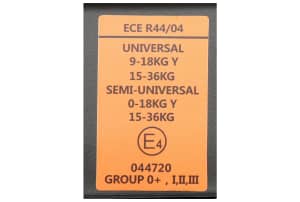 ECE R44/04
UNIVERSAL
9-18KG Y
15-36KG
SEMI-UNIVERSAL
0-18KG Y
15-36KG
E4
044720
GROUP 0+ , I,II,III